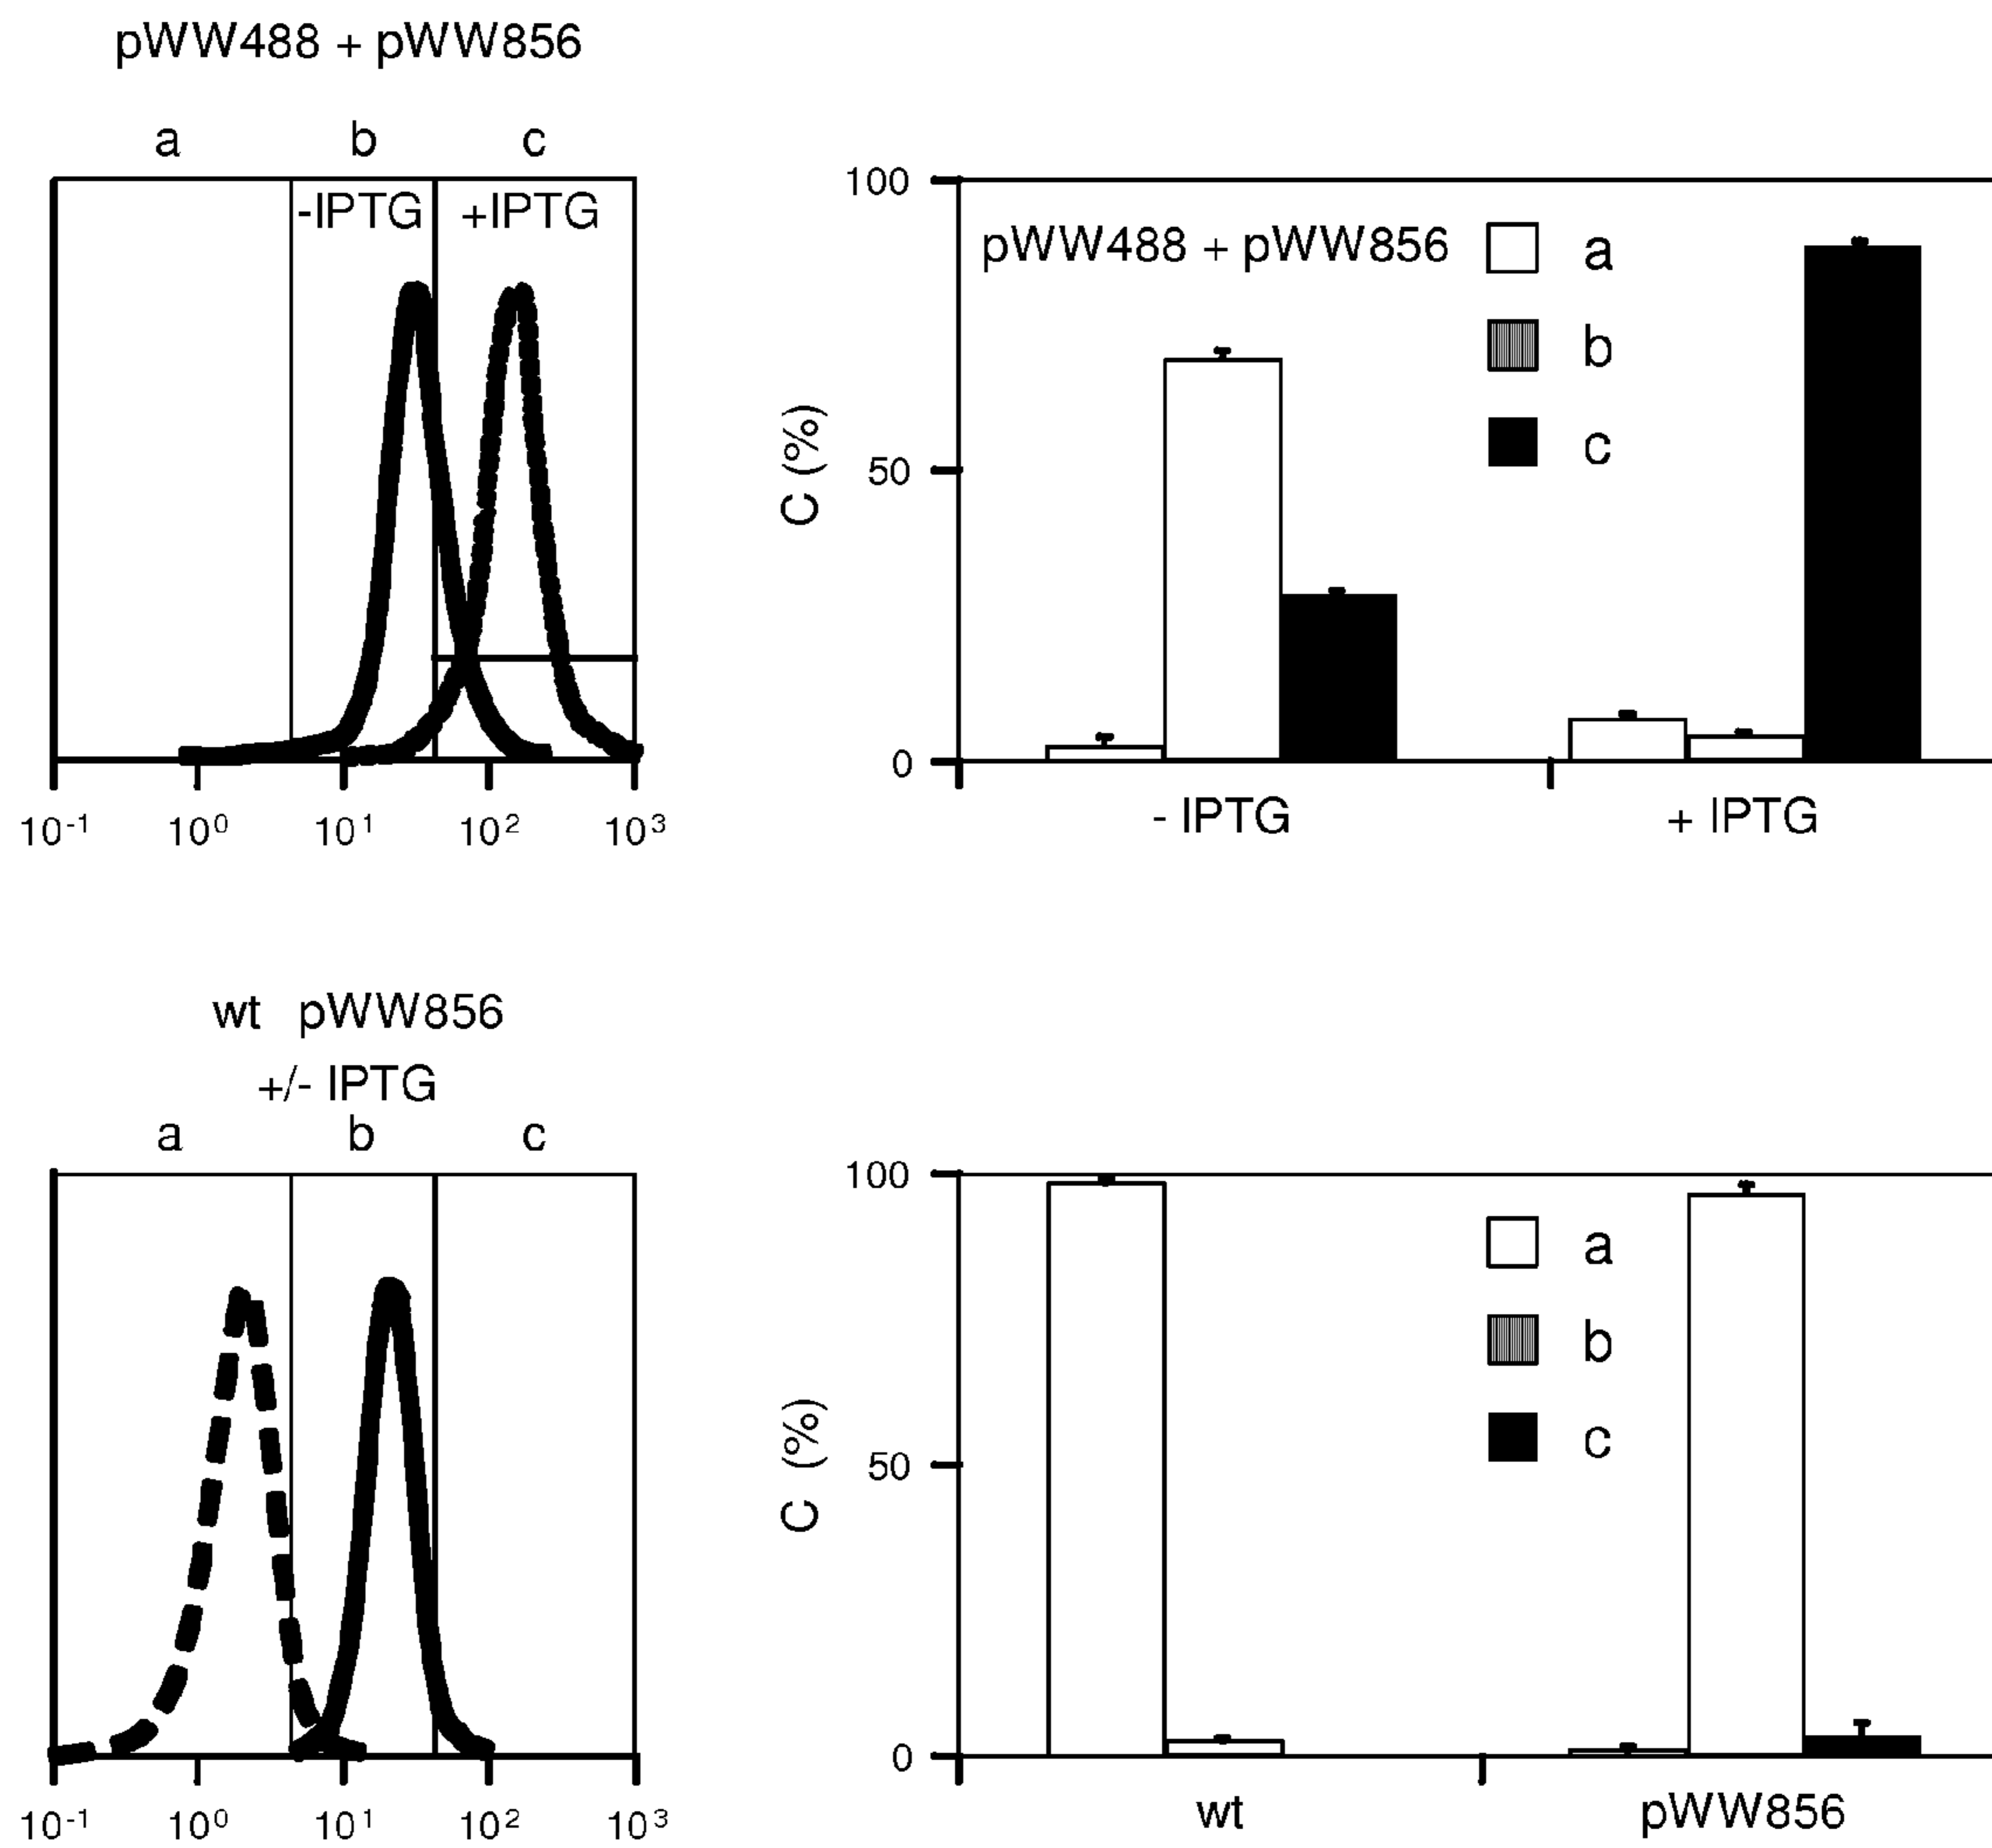 pWW488 + pWW856
a b c
-IPTG +IPTG
10-1 100 101 102 103
100
50
0
C (%)
pWW488 + pWW856
a
b
c
- IPTG + IPTG
wt pWW856
+/- IPTG
a b c
10-1 100 101 102 103
100
50
0
C (%)
a
b
c
wt pWW856